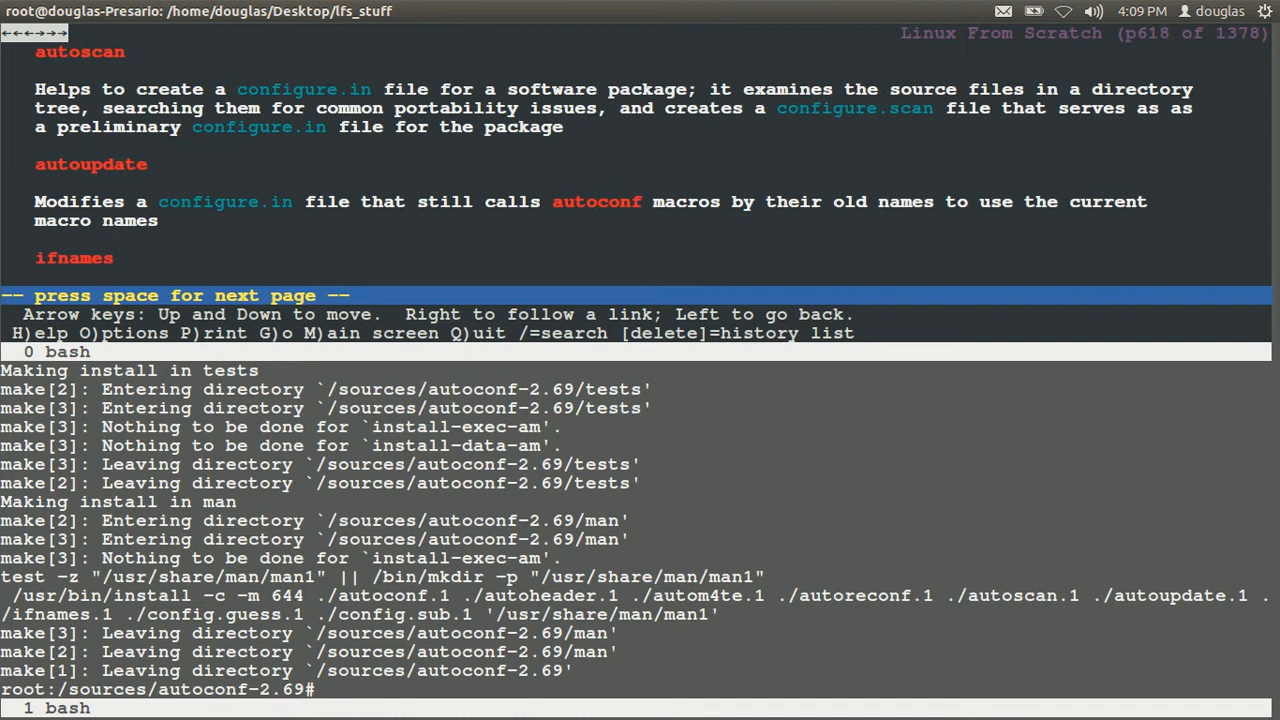 root@douglas-Presario: /home/douglas/Desktop/lfs_stuff 4:09 PM douglas
←←←→→→ Linux From Scratch (p618 of 1378)
autoscan
Helps to create a configure.in file for a software package; it examines the source files in a directory
tree, searching them for common portability issues, and creates a configure.scan file that serves as as
a preliminary configure.in file for the package
autoupdate
Modifies a configure.in file that still calls autoconf macros by their old names to use the current
macro names
ifnames
-- press space for next page --
Arrow keys: Up and Down to move.  Right to follow a link; Left to go back.
H)elp O)ptions P)rint G)o M)ain screen Q)uit /=search [delete]=history list
0 bash
Making install in tests
make[2]: Entering directory `/sources/autoconf-2.69/tests'
make[3]: Entering directory `/sources/autoconf-2.69/tests'
make[3]: Nothing to be done for `install-exec-am'.
make[3]: Nothing to be done for `install-data-am'.
make[3]: Leaving directory `/sources/autoconf-2.69/tests'
make[2]: Leaving directory `/sources/autoconf-2.69/tests'
Making install in man
make[2]: Entering directory `/sources/autoconf-2.69/man'
make[3]: Entering directory `/sources/autoconf-2.69/man'
make[3]: Nothing to be done for `install-exec-am'.
test -z "/usr/share/man/man1" || /bin/mkdir -p "/usr/share/man/man1"
/usr/bin/install -c -m 644 ./autoconf.1 ./autoheader.1 ./autom4te.1 ./autoreconf.1 ./autoscan.1 ./autoupdate.1 .
/ifnames.1 ./config.guess.1 ./config.sub.1 '/usr/share/man/man1'
make[3]: Leaving directory `/sources/autoconf-2.69/man'
make[2]: Leaving directory `/sources/autoconf-2.69/man'
make[1]: Leaving directory `/sources/autoconf-2.69'
root:/sources/autoconf-2.69#
1 bash